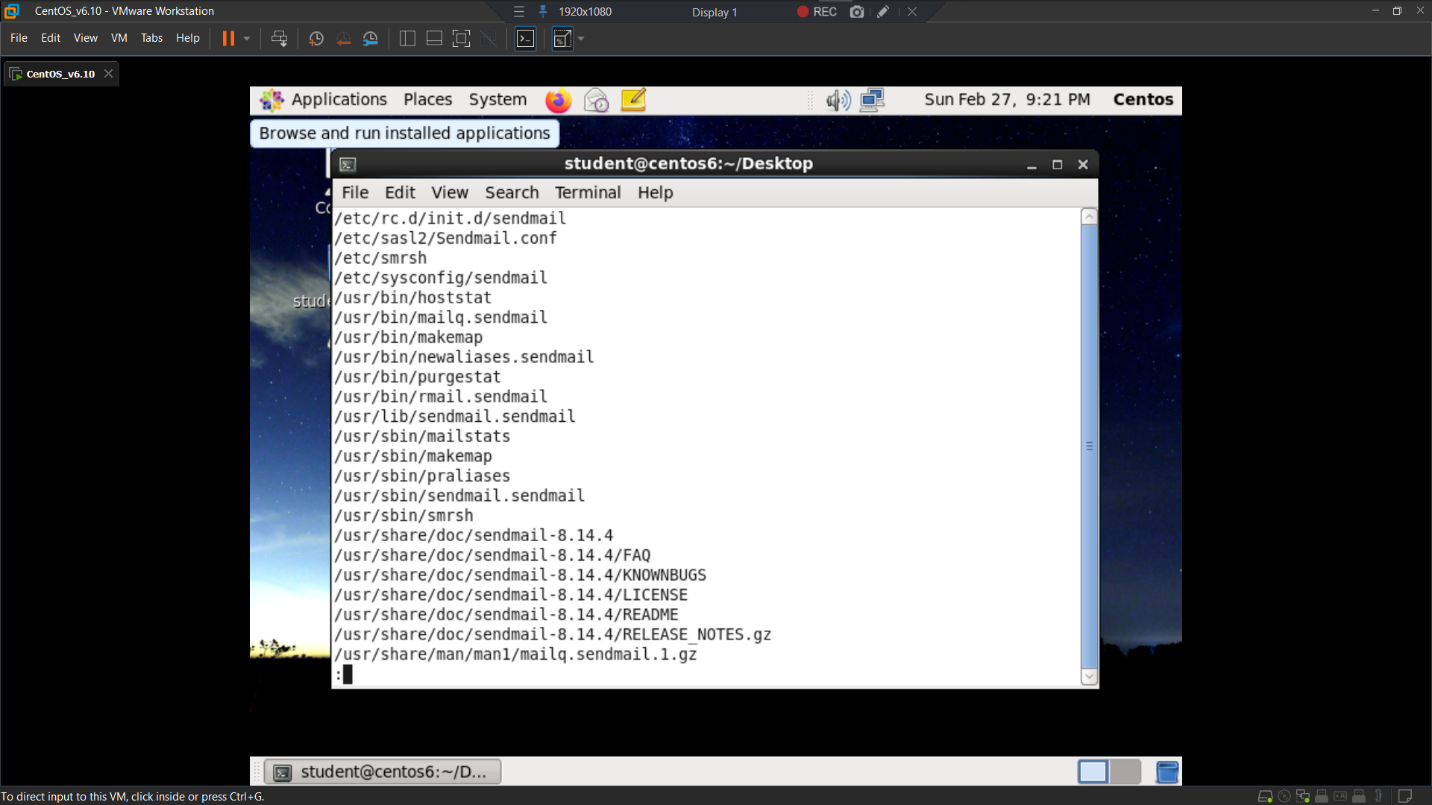 CentOS_v6.10 - VMware Workstation
1920x1080
Display 1
REC
File Edit View VM Tabs Help
CentOS_v6.10
Applications Places System
Sun Feb 27, 9:21 PM Centos
Browse and run installed applications
student@centos6:~/Desktop
File Edit View Search Terminal Help
/etc/rc.d/init.d/sendmail
/etc/sasl2/Sendmail.conf
/etc/smrsh
/etc/sysconfig/sendmail
/usr/bin/hoststat
/usr/bin/mailq.sendmail
/usr/bin/makemap
/usr/bin/newaliases.sendmail
/usr/bin/purgestat
/usr/bin/rmail.sendmail
/usr/lib/sendmail.sendmail
/usr/sbin/mailstats
/usr/sbin/makemap
/usr/sbin/praliases
/usr/sbin/sendmail.sendmail
/usr/sbin/smrsh
/usr/share/doc/sendmail-8.14.4
/usr/share/doc/sendmail-8.14.4/FAQ
/usr/share/doc/sendmail-8.14.4/KNOWNBUGS
/usr/share/doc/sendmail-8.14.4/LICENSE
/usr/share/doc/sendmail-8.14.4/README
/usr/share/doc/sendmail-8.14.4/RELEASE_NOTES.gz
/usr/share/man/man1/mailq.sendmail.1.gz
:
student@centos6:~/D...
To direct input to this VM, click inside or press Ctrl+G.